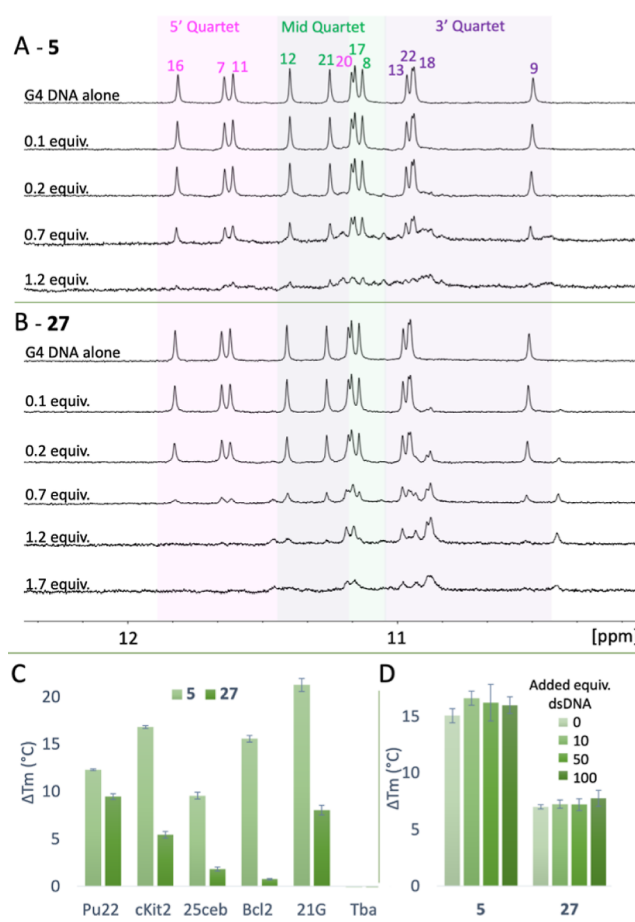 5’ Quartet Mid Quartet 3’ Quartet
A - 5
16 7 11 12 21 20 17 8 13 22 18 9
G4 DNA alone
0.1 equiv.
0.2 equiv.
0.7 equiv.
1.2 equiv.
B - 27
G4 DNA alone
0.1 equiv.
0.2 equiv.
0.7 equiv.
1.2 equiv.
1.7 equiv.
12 11 [ppm]
C
5 27
ΔTm (°C)
20
15
10
5
0
Pu22 cKit2 25ceb Bcl2 21G Tba
D
Added equiv.
dsDNA
0
10
50
100
ΔTm (°C)
15
10
5
0
5 27